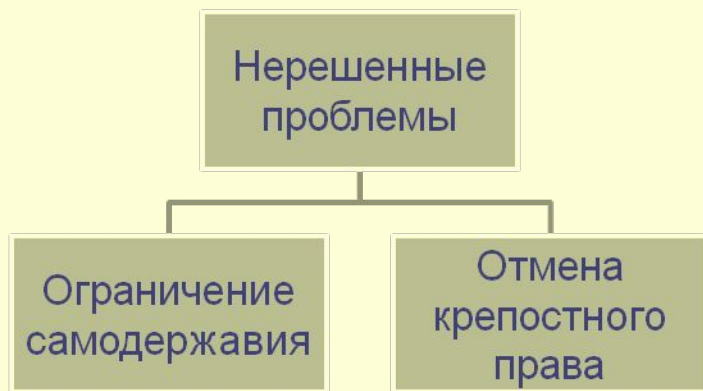 Нерешенные
проблемы
Ограничение
самодержавия
Отмена
крепостного
права